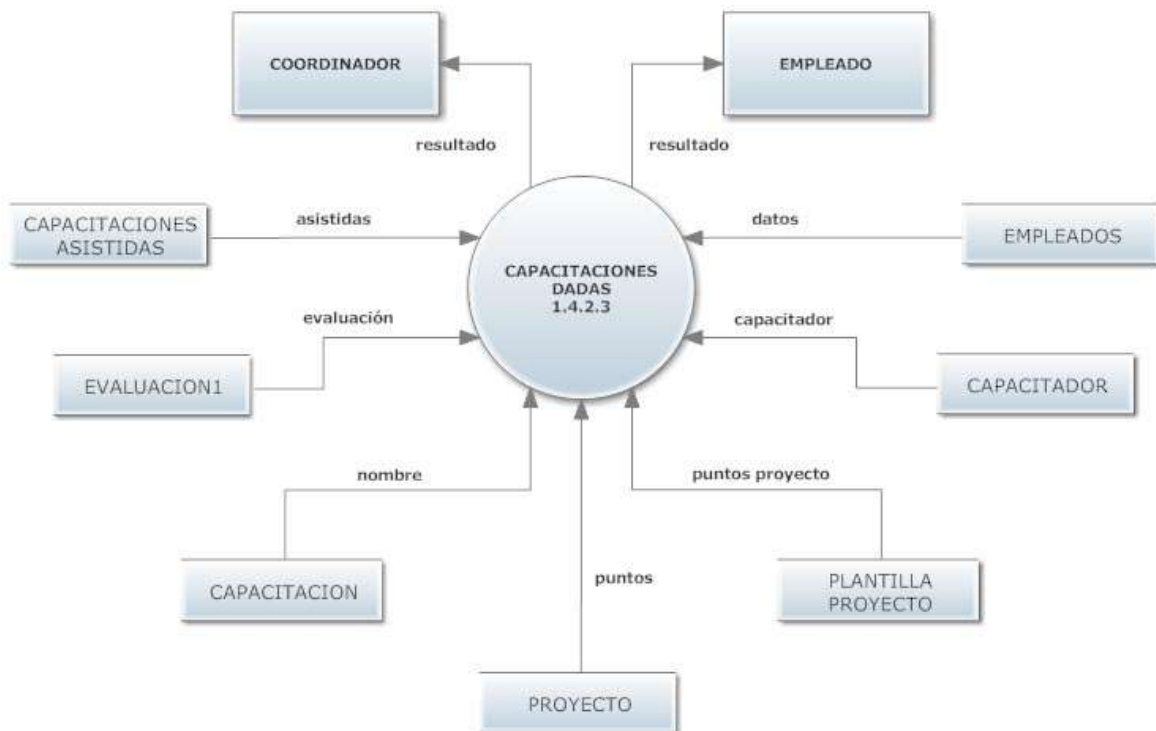 COORDINADOR
EMPLEADO
resultado
resultado
CAPACITACIONES
ASISTIDAS
asistidas
datos
EMPLEADOS
CAPACITACIONES
DADAS
1.4.2.3
evaluación
capacitador
EVALUACION1
CAPACITADOR
nombre
puntos proyecto
CAPACITACION
puntos
PLANTILLA
PROYECTO
PROYECTO